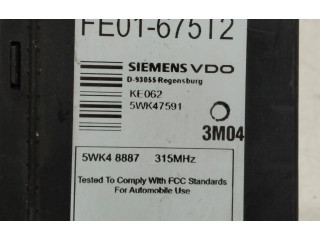 FE01-67512
SIEMENS VDO
D-93055 Regensburg
KE062
5WK47591
3M04
5WK4 8887 315MHz
Tested To Comply With FCC Standards
For Automobile Use